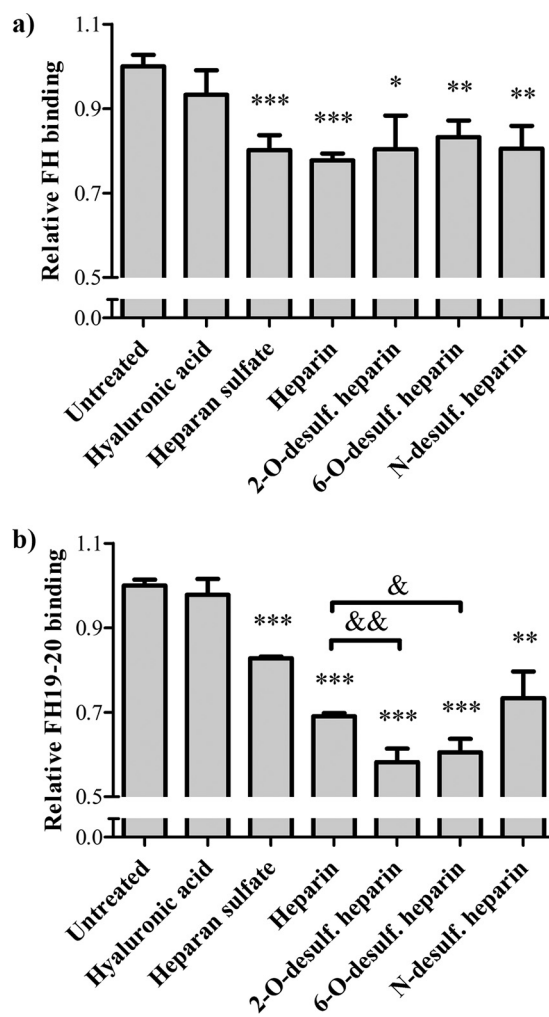 a)
Relative FH binding
1.1
0.9
0.7
0.5
0.0
*** *** * ** **
Untreated
Hyaluronic acid
Heparan sulfate
Heparin
2-O-desulf. heparin
6-O-desulf. heparin
N-desulf. heparin
b)
Relative FH19-20 binding
1.1
0.9
0.7
0.5
0.0
&
&&
*** *** *** *** **
Untreated
Hyaluronic acid
Heparan sulfate
Heparin
2-O-desulf. heparin
6-O-desulf. heparin
N-desulf. heparin